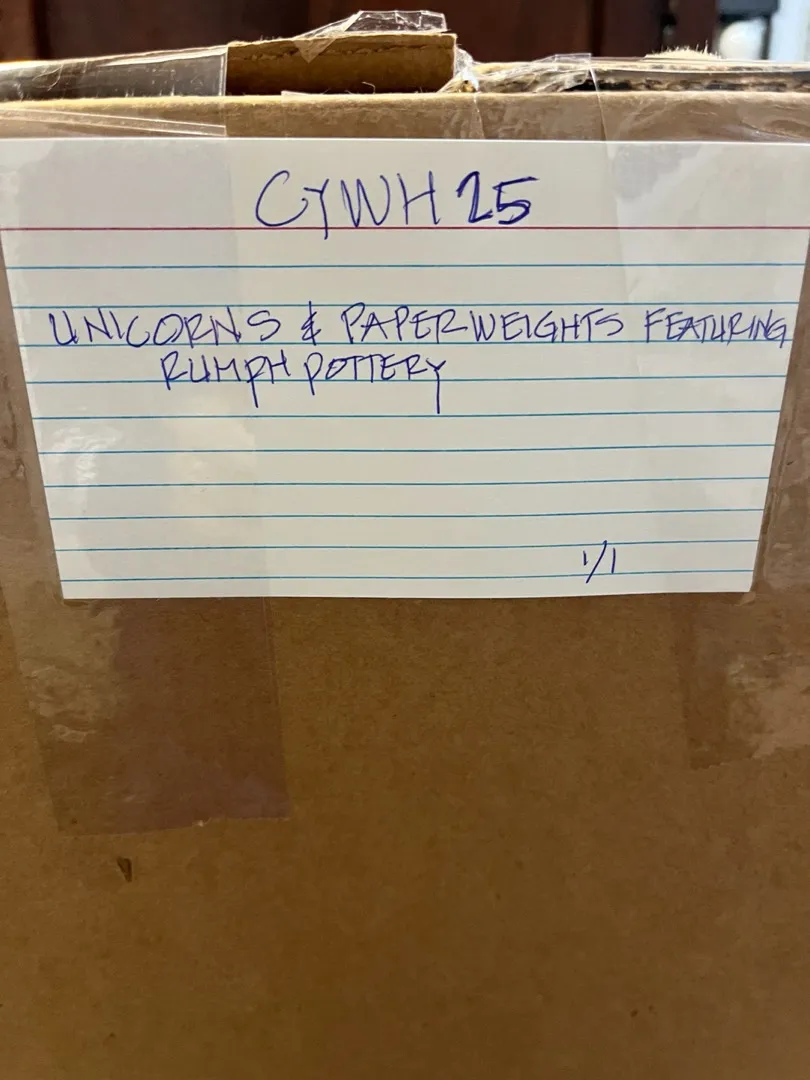 CYWH 25
UNICORNS & PAPERWEIGHTS FEATURING
RUMPH POTTERY
1/1